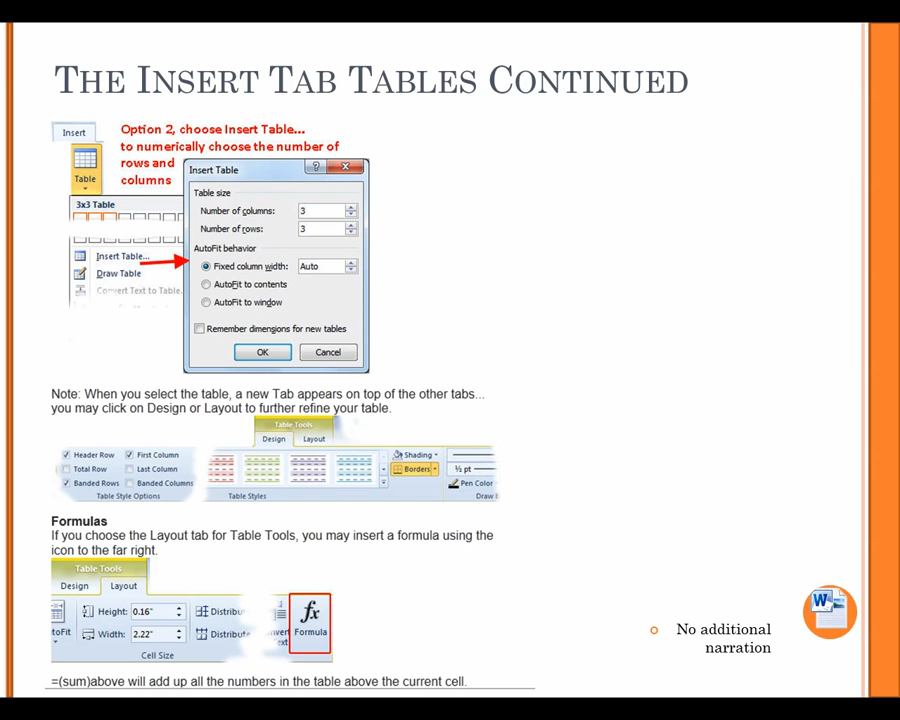 THE INSERT TAB TABLES CONTINUED
Insert
Option 2, choose Insert Table...
to numerically choose the number of
rows and
columns
Table
3x3 Table
Insert Table...
Draw Table
Convert Text to Table.
Insert Table
Table size
Number of columns: 3
Number of rows: 3
AutoFit behavior
Fixed column width: Auto
AutoFit to contents
AutoFit to window
Remember dimensions for new tables
OK Cancel
Note: When you select the table, a new Tab appears on top of the other tabs...
you may click on Design or Layout to further refine your table.
Table Tools
Design Layout
Header Row First Column
Total Row Last Column
Banded Rows Banded Columns
Table Style Options
Table Styles
Shading
Borders
½ pt
Pen Color
Draw
Formulas
If you choose the Layout tab for Table Tools, you may insert a formula using the
icon to the far right.
Table Tools
Design Layout
toFit
Height: 0.16"
Width: 2.22"
Distribu
Distribute
Cell Size
nvert
ext
fx
Formula
=(sum)above will add up all the numbers in the table above the current cell.
No additional
narration
W